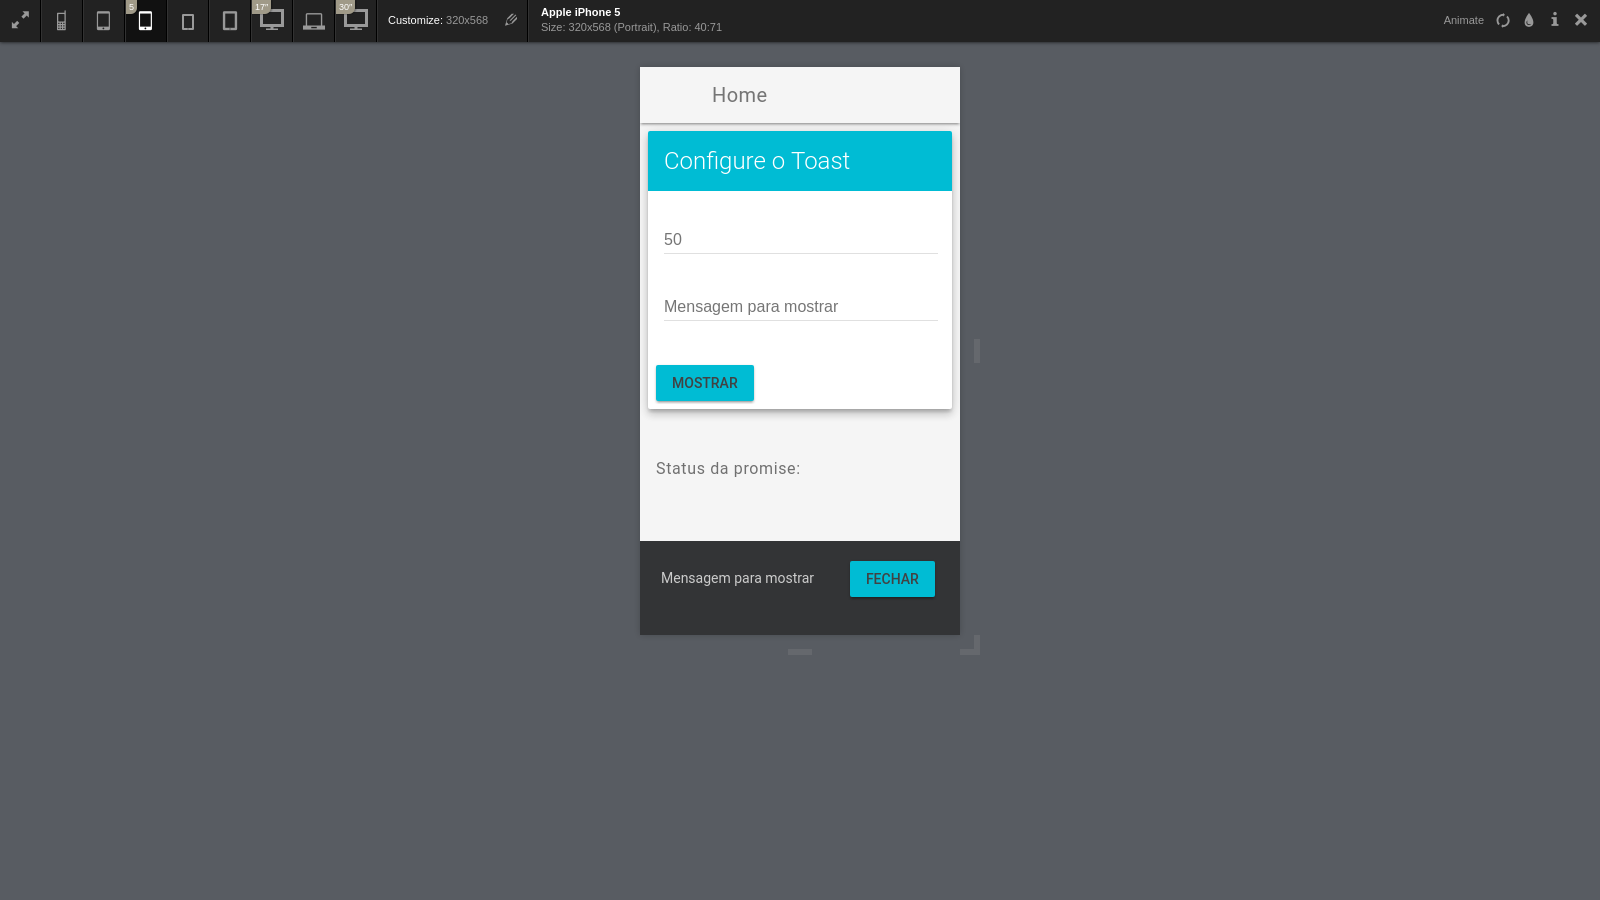 5
17"
30"
Customize: 320x568
Apple iPhone 5
Size: 320x568 (Portrait), Ratio: 40:71
Animate
Home
Configure o Toast
50
Mensagem para mostrar
MOSTRAR
Status da promise:
Mensagem para mostrar
FECHAR